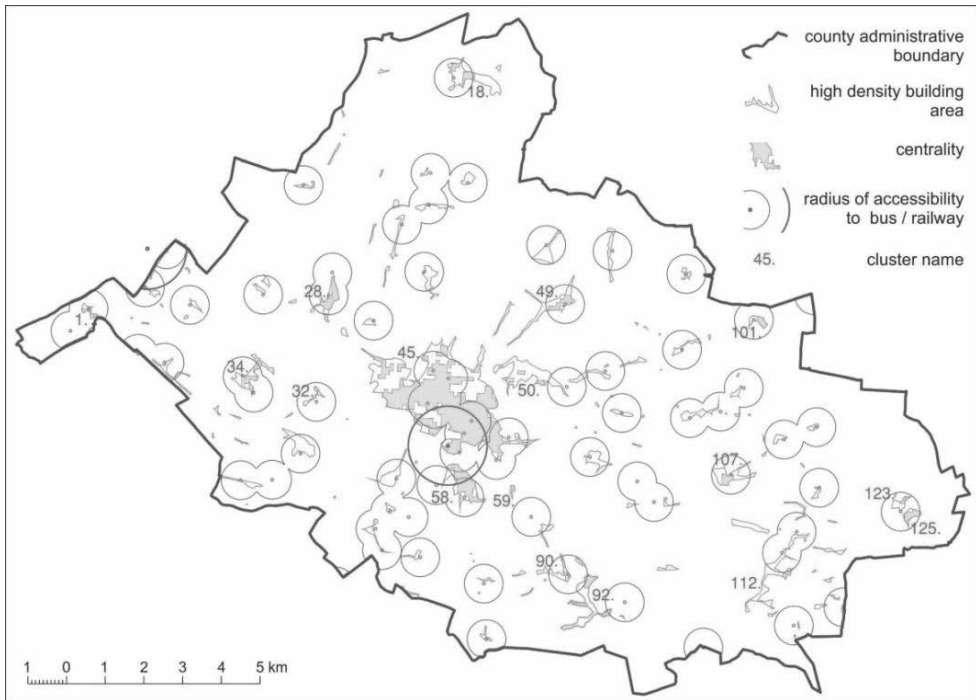 county administrative
boundary
high density building
area
centrality
radius of accessibility
to bus / railway
45. cluster name
18.
28.
49.
1.
101.
45.
34.
50.
32.
107.
58.
59.
123.
125.
90.
92.
112.
1 0 1 2 3 4 5 km